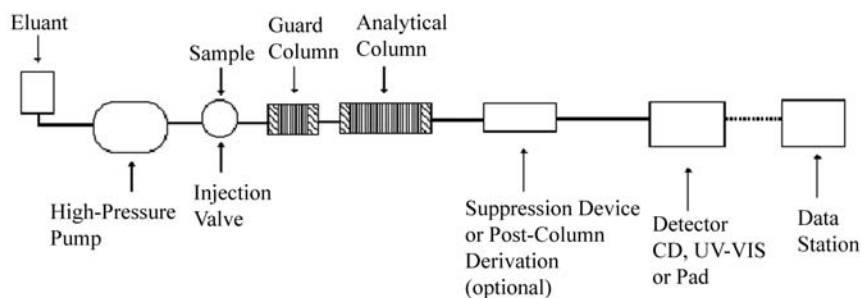 Eluant
Sample
Guard
Column
Analytical
Column
High-Pressure
Pump
Injection
Valve
Suppression Device
or Post-Column
Derivation
(optional)
Detector
CD, UV-VIS
or Pad
Data
Station